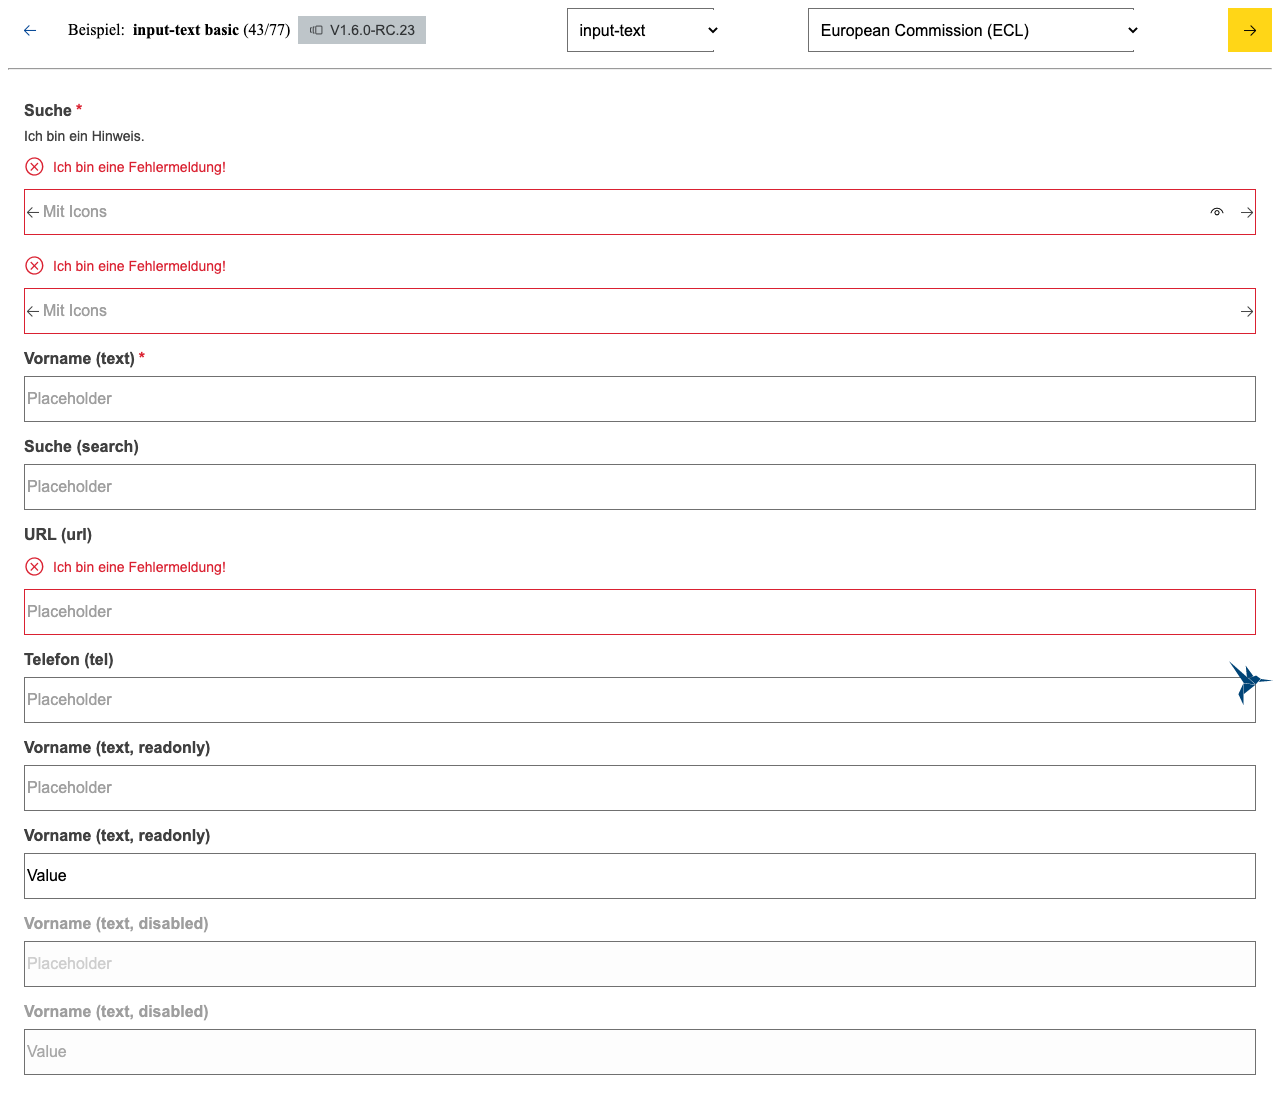 Beispiel: input-text basic (43/77) V1.6.0-RC.23 input-text European Commission (ECL)
Suche *
Ich bin ein Hinweis.
Ich bin eine Fehlermeldung!
Mit Icons
Ich bin eine Fehlermeldung!
Mit Icons
Vorname (text) *
Placeholder
Suche (search)
Placeholder
URL (url)
Ich bin eine Fehlermeldung!
Placeholder
Telefon (tel)
Placeholder
Vorname (text, readonly)
Placeholder
Vorname (text, readonly)
Value
Vorname (text, disabled)
Placeholder
Vorname (text, disabled)
Value